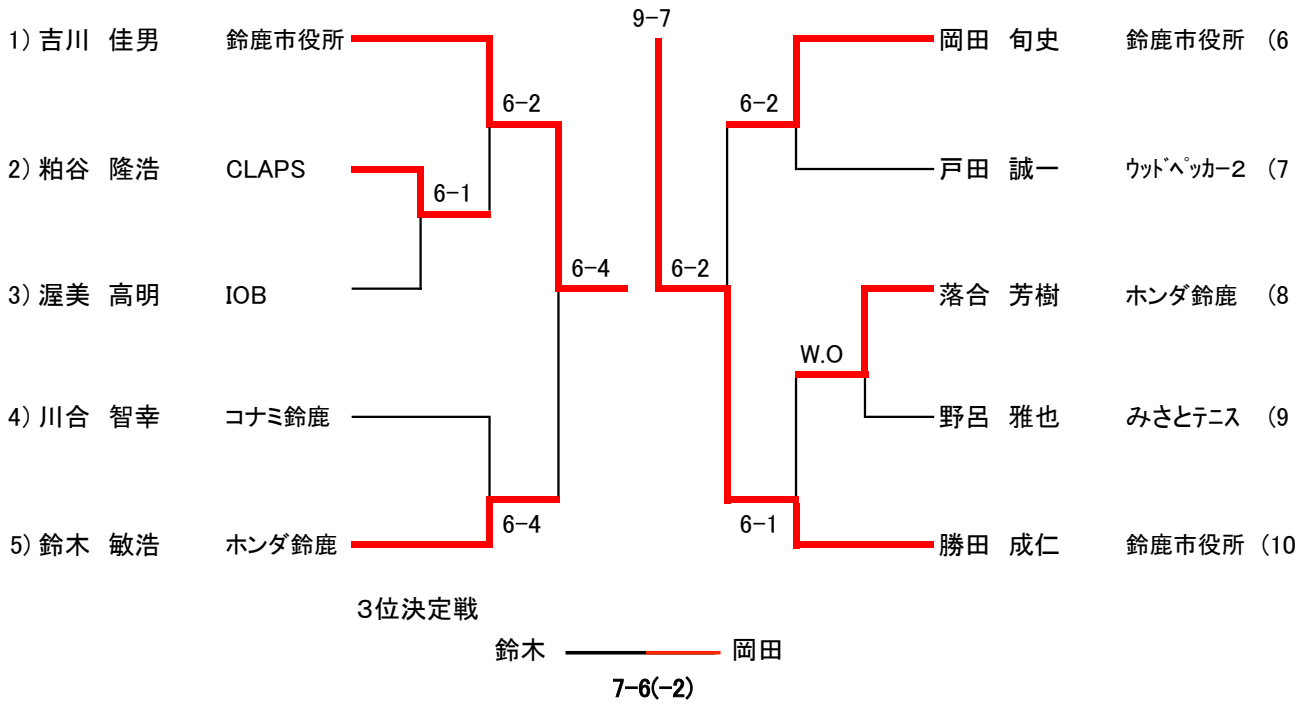 9-7
1) 吉川 佳男 鈴鹿市役所 岡田 旬史 鈴鹿市役所 (6
6-2 6-2
2) 粕谷 隆浩 CLAPS 戸田 誠一 ウッドペッカー2 (7
6-1
6-4 6-2
3) 渥美 高明 IOB 落合 芳樹 ホンダ鈴鹿 (8
W.O
4) 川合 智幸 コナミ鈴鹿 野呂 雅也 みさとテニス (9
6-4 6-1
5) 鈴木 敏浩 ホンダ鈴鹿 勝田 成仁 鈴鹿市役所 (10
3位決定戦
鈴木 岡田
7-6(-2)